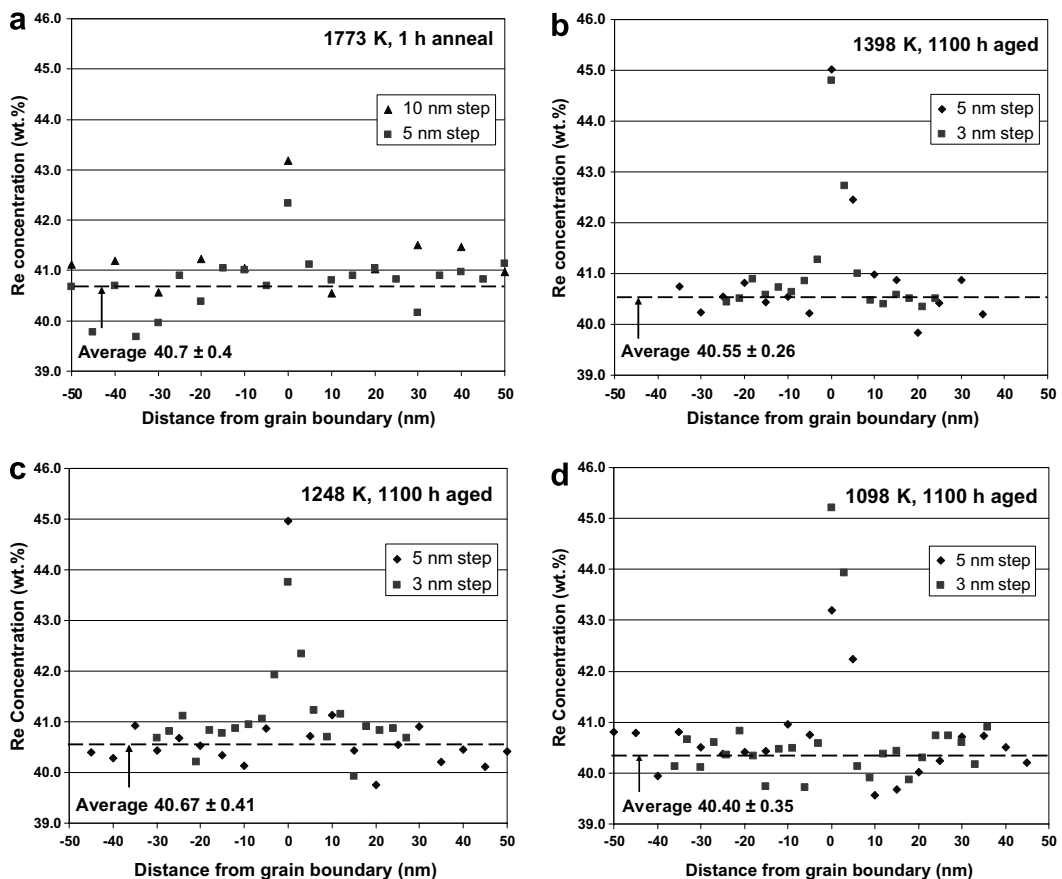 a
1773 K, 1 h anneal
Re concentration (wt.%)
46.0
45.0
44.0
43.0
42.0
41.0
40.0
39.0
10 nm step
5 nm step
Average 40.7 ± 0.4
-50 -40 -30 -20 -10 0 10 20 30 40 50
Distance from grain boundary (nm)
b
1398 K, 1100 h aged
Re Concentration (wt.%)
46.0
45.0
44.0
43.0
42.0
41.0
40.0
39.0
5 nm step
3 nm step
Average 40.55 ± 0.26
-50 -40 -30 -20 -10 0 10 20 30 40 50
Distance from grain boundary (nm)
c
1248 K, 1100 h aged
Re Concentration (wt.%)
46.0
45.0
44.0
43.0
42.0
41.0
40.0
39.0
5 nm step
3 nm step
Average 40.67 ± 0.41
-50 -40 -30 -20 -10 0 10 20 30 40 50
Distance from grain boundary (nm)
d
1098 K, 1100 h aged
Re Concentration (wt.%)
46.0
45.0
44.0
43.0
42.0
41.0
40.0
39.0
5 nm step
3 nm step
Average 40.40 ± 0.35
-50 -40 -30 -20 -10 0 10 20 30 40 50
Distance from grain boundary (nm)